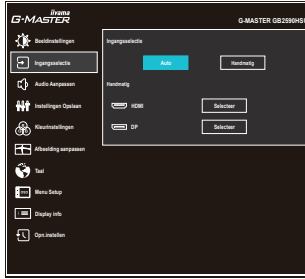 iiyama
G-MASTER
G-MASTER GB2590HS
Beeldinstellingen
Ingangsselectie
Audio Aanpassen
Instellingen Opslaan
Kleurinstellingen
Afbeelding aanpassen
Taal
Menu Setup
Display info
Opn.instellen
Ingangsselectie
Auto
Handmatig
Handmatig
HDMI
Selecteer
DP
Selecteer